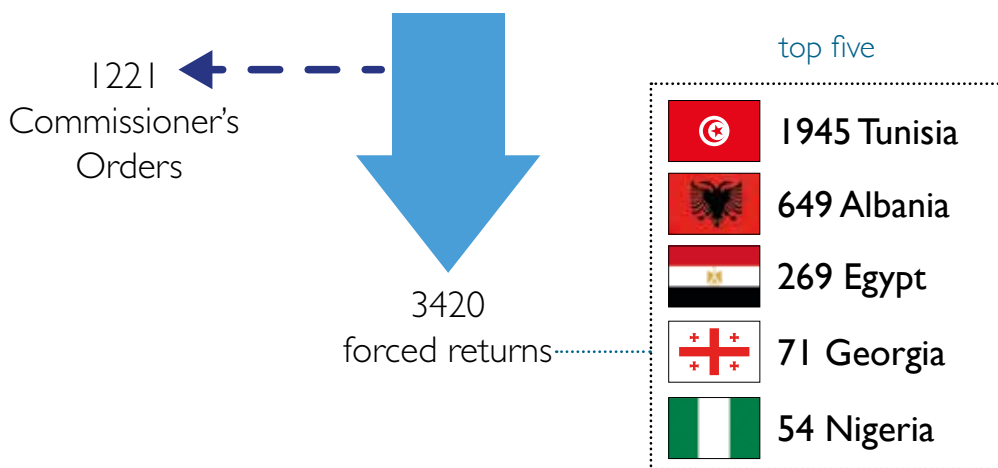 1221
Commissioner's
Orders
3420
forced returns
top five
1945 Tunisia
649 Albania
269 Egypt
71 Georgia
54 Nigeria